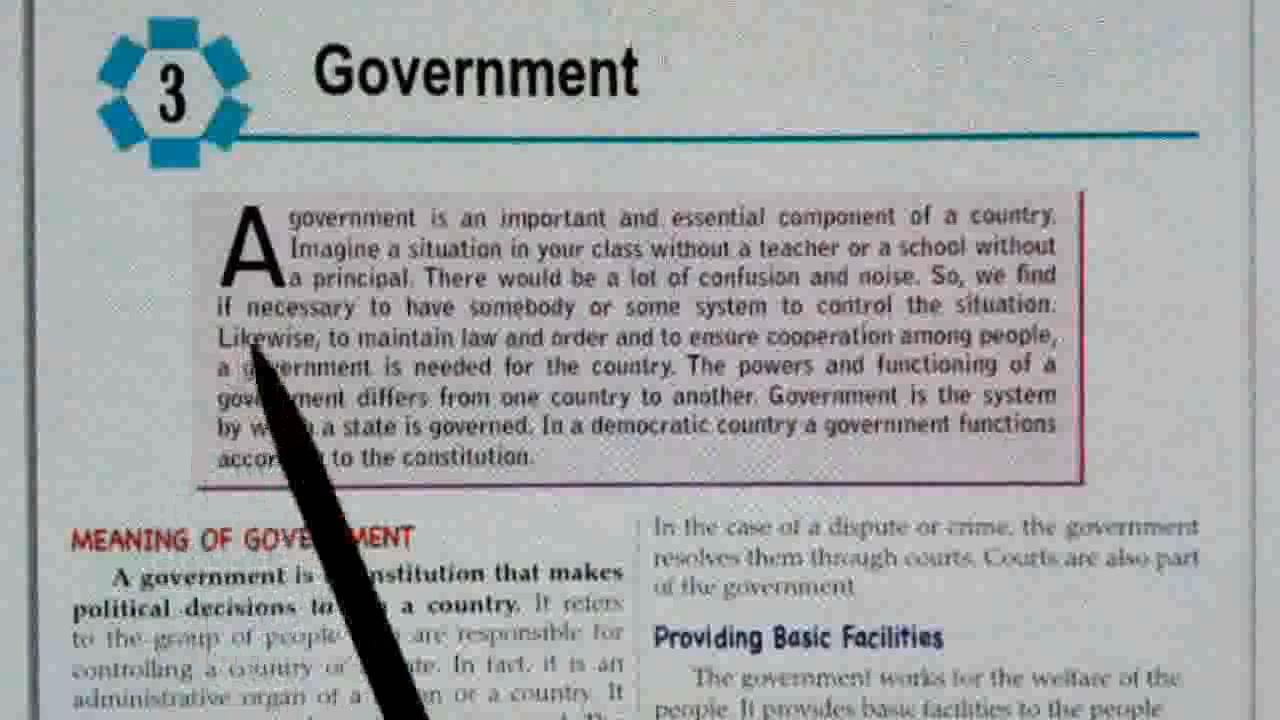 3
Government
A government is an important and essential component of a country.
Imagine a situation in your class without a teacher or a school without
a principal. There would be a lot of confusion and noise. So, we find
if necessary to have somebody or some system to control the situation.
Likewise, to maintain law and order and to ensure cooperation among people,
a government is needed for the country. The powers and functioning of a
government differs from one country to another. Government is the system
by a state is governed. In a democratic country a government functions
to the constitution.
MEANING OF GOVERNMENT
A government is institution that makes
political decisions a country. It refers
to the group of people are responsible for
controlling a country or In fact, it is an
administrative organ of a or a country. It
In the case of a dispute or crime, the government
resolves them through courts. Courts are also part
of the government
Providing Basic Facilities
The government works for the welfare of the
people. It provides basic facilities to the people